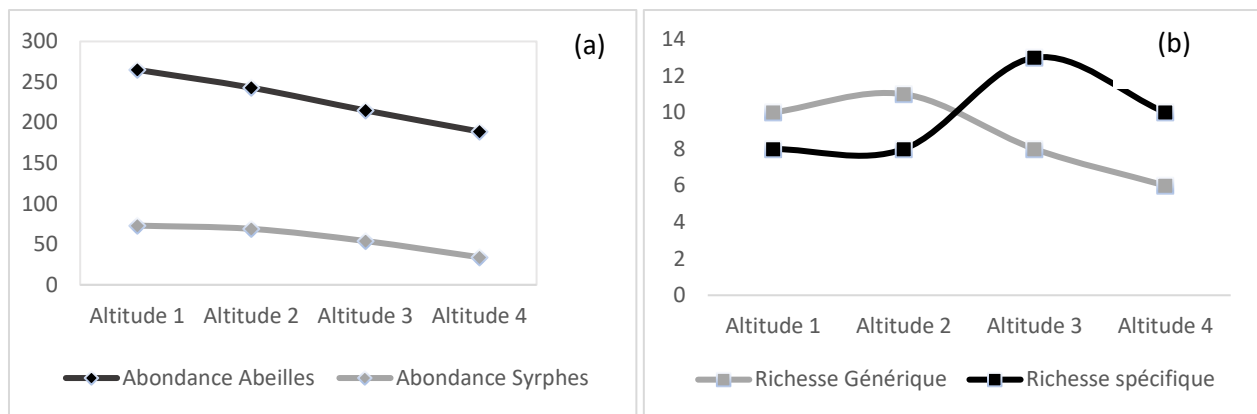 300
250
200
150
100
50
0
(a)
Altitude 1 Altitude 2 Altitude 3 Altitude 4
Abondance Abeilles Abondance Syrphes
14
12
10
8
6
4
2
0
(b)
Altitude 1 Altitude 2 Altitude 3 Altitude 4
Richesse Générique Richesse spécifique